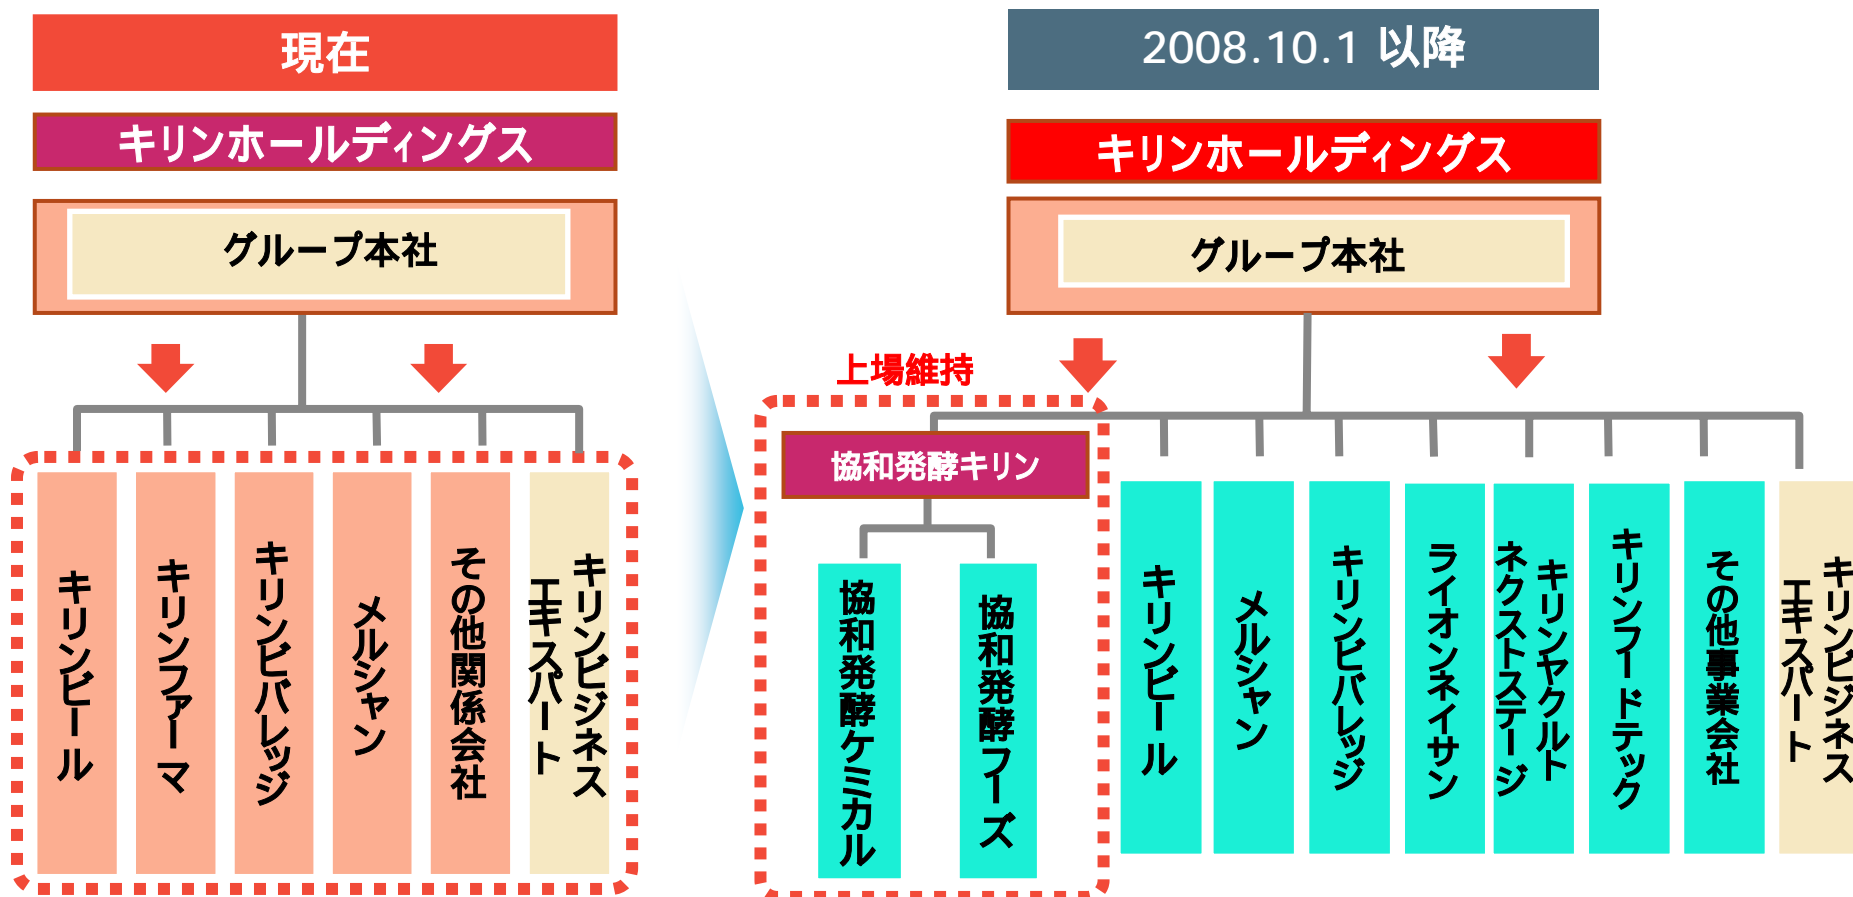 現在
キリンホールディングス
グループ本社
キリンビール
キリンファーマ
キリンビバレッジ
メルシャン
その他関係会社
キリンビジネス
エキスパート
2008.10.1 以降
キリンホールディングス
グループ本社
上場維持
協和発酵キリン
協和発酵ケミカル
協和発酵フーズ
キリンビール
メルシャン
キリンビバレッジ
ライオンネイサン
キリンヤクルト
ネクストステージ
キリンフードテック
その他事業会社
キリンビジネス
エキスパート